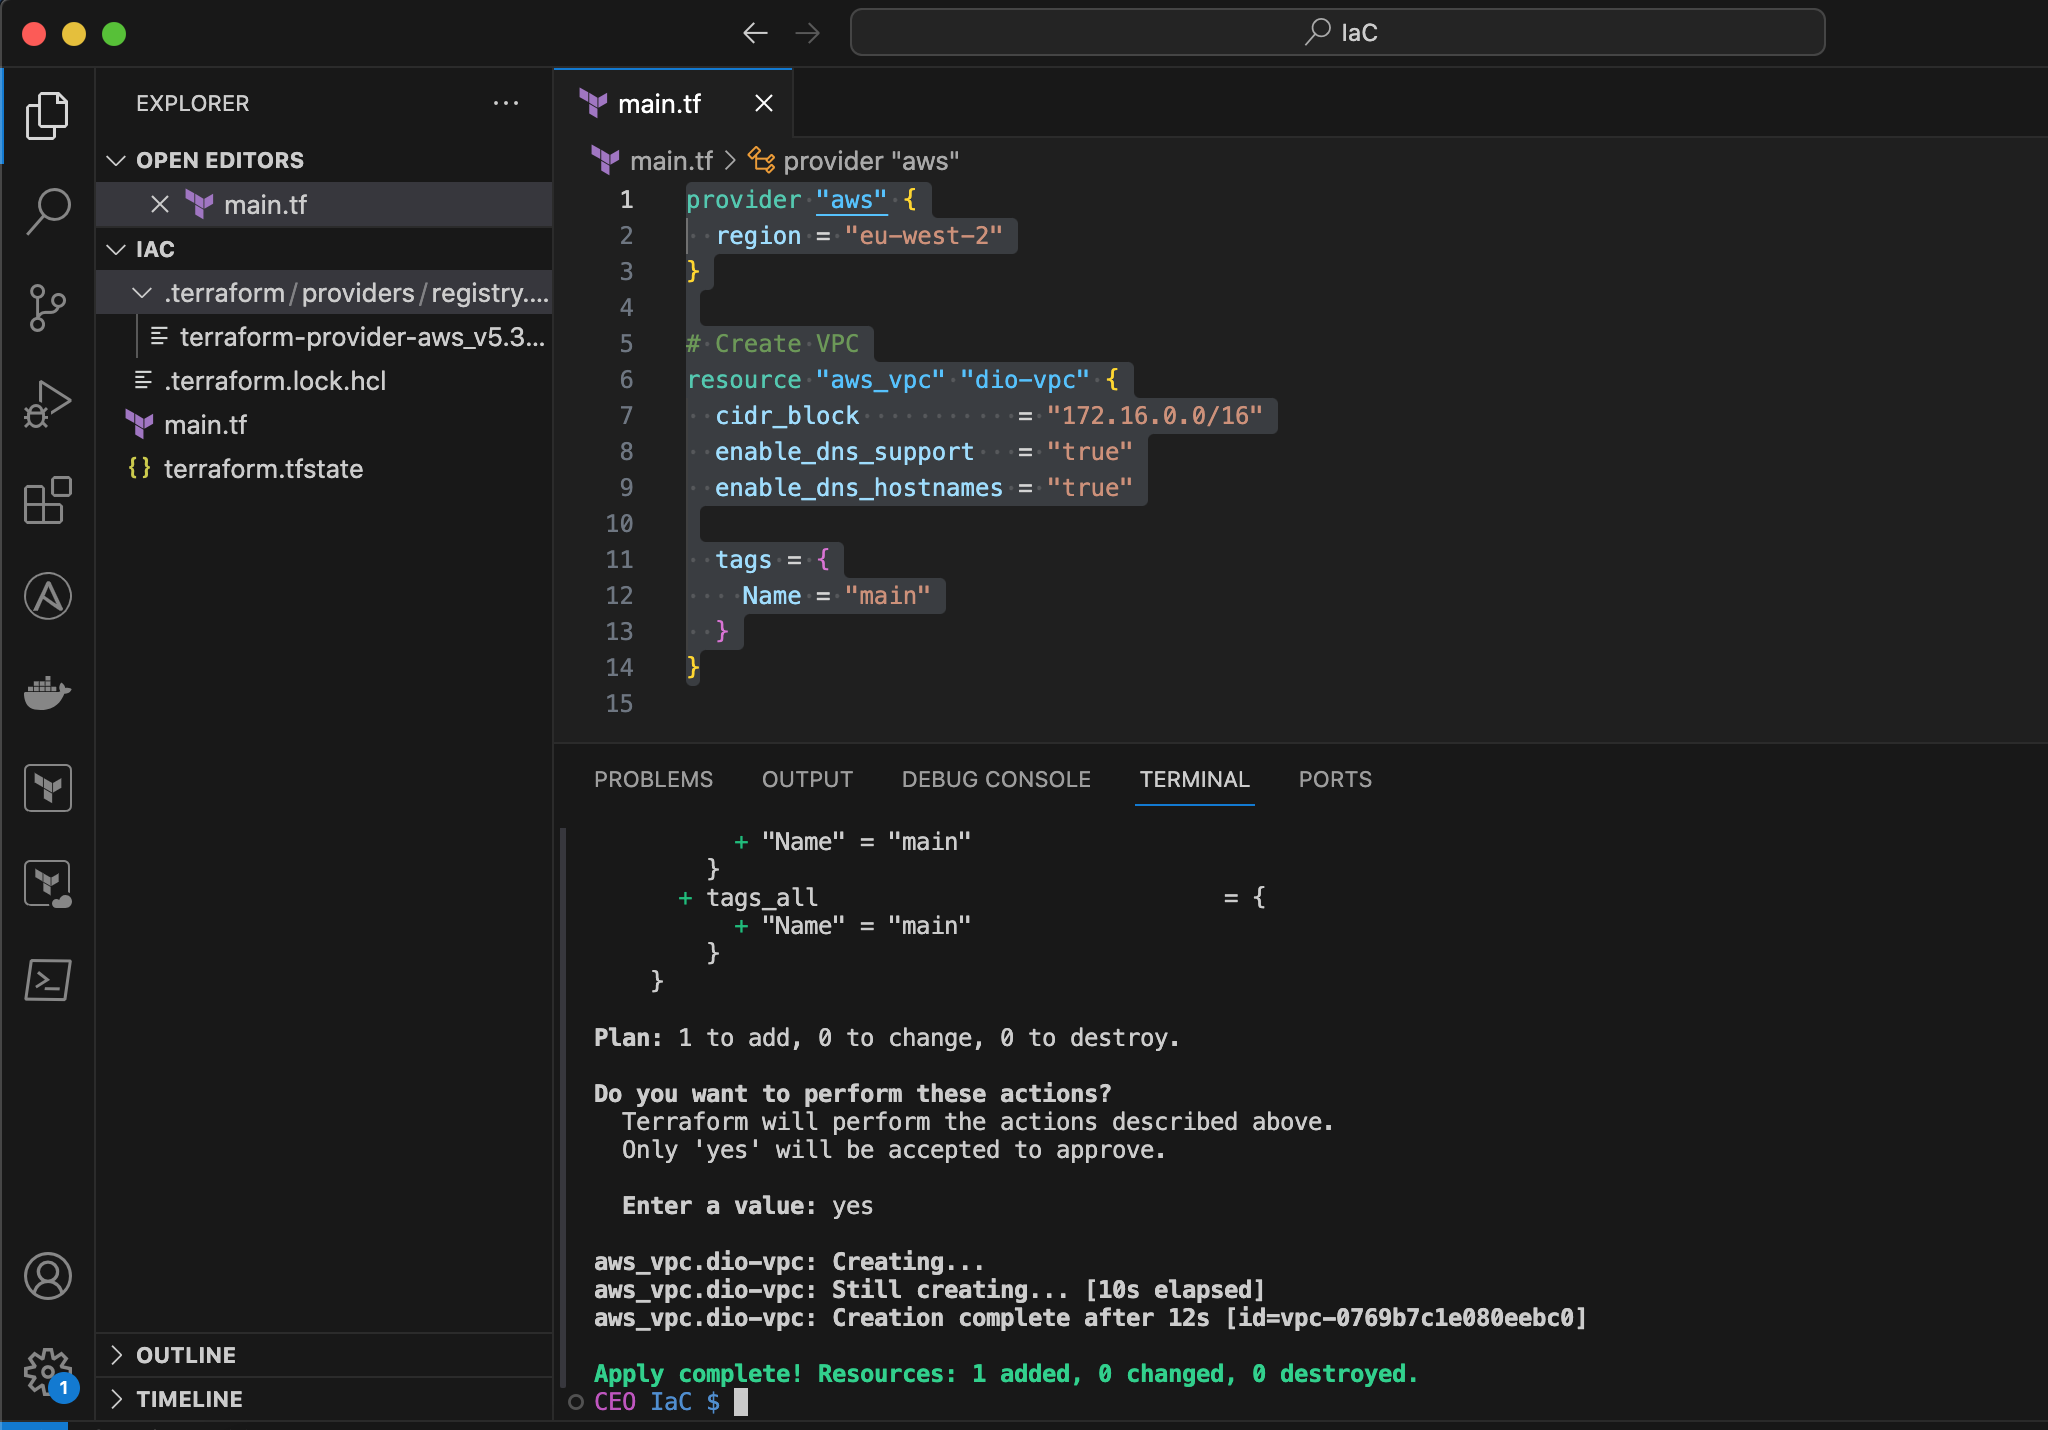 IaC
EXPLORER
OPEN EDITORS
main.tf
IAC
.terraform/providers/registry....
terraform-provider-aws_v5.3...
.terraform.lock.hcl
main.tf
{} terraform.tfstate
OUTLINE
TIMELINE
1
main.tf
main.tf > provider "aws"
1 provider "aws" {
2   region = "eu-west-2"
3 }
4
5 # Create VPC
6 resource "aws_vpc" "dio-vpc" {
7   cidr_block           = "172.16.0.0/16"
8   enable_dns_support   = "true"
9   enable_dns_hostnames = "true"
10
11   tags = {
12     Name = "main"
13   }
14 }
15
PROBLEMS OUTPUT DEBUG CONSOLE TERMINAL PORTS
+ "Name" = "main"
}
+ tags_all                             = {
+ "Name" = "main"
}
}
Plan: 1 to add, 0 to change, 0 to destroy.
Do you want to perform these actions?
Terraform will perform the actions described above.
Only 'yes' will be accepted to approve.
Enter a value: yes
aws_vpc.dio-vpc: Creating...
aws_vpc.dio-vpc: Still creating... [10s elapsed]
aws_vpc.dio-vpc: Creation complete after 12s [id=vpc-0769b7c1e080eebc0]
Apply complete! Resources: 1 added, 0 changed, 0 destroyed.
CEO IaC $